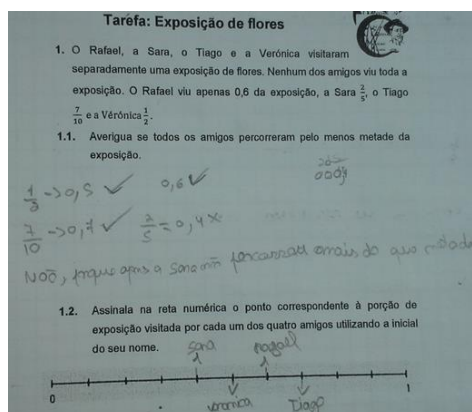 Tarefa: Exposição de flores
1. O Rafael, a Sara, o Tiago e a Verónica visitaram
separadamente uma exposição de flores. Nenhum dos amigos viu toda a
exposição. O Rafael viu apenas 0,6 da exposição, a Sara 2/5, o Tiago
7/10 e a Verónica 1/2.
1.1. Averigua se todos os amigos percorreram pelo menos metade da
exposição.
0,5 ✓ 0,6 ✓
7/10 -> 0,7 ✓ 2/5 = 0,4 x
Não, porque a Sara não mais do que metade
1.2. Assinala na reta numérica o ponto correspondente à porção de
exposição visitada por cada um dos quatro amigos utilizando a inicial
do seu nome.
Sara Rafael
0 1
Veronica Tiago